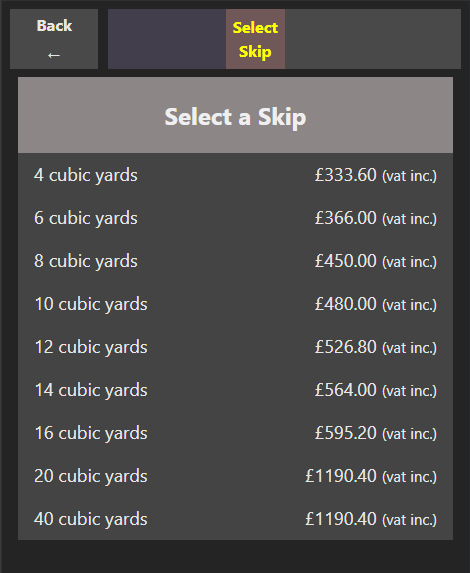 Back
←
Select
Skip
Select a Skip
4 cubic yards £333.60 (vat inc.)
6 cubic yards £366.00 (vat inc.)
8 cubic yards £450.00 (vat inc.)
10 cubic yards £480.00 (vat inc.)
12 cubic yards £526.80 (vat inc.)
14 cubic yards £564.00 (vat inc.)
16 cubic yards £595.20 (vat inc.)
20 cubic yards £1190.40 (vat inc.)
40 cubic yards £1190.40 (vat inc.)